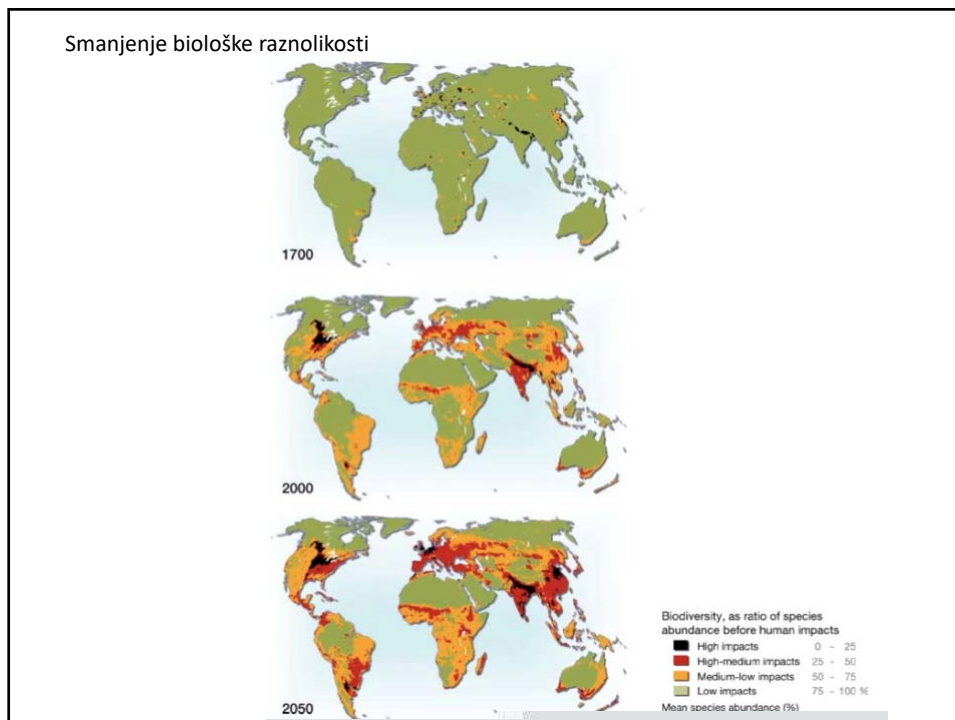 Smanjenje biološke raznolikosti
1700
2000
2050
Biodiversity, as ratio of species
abundance before human impacts
High impacts 0 - 25
High-medium impacts 25 - 50
Medium-low impacts 50 - 75
Low impacts 75 - 100 %
Mean species abundance (%)